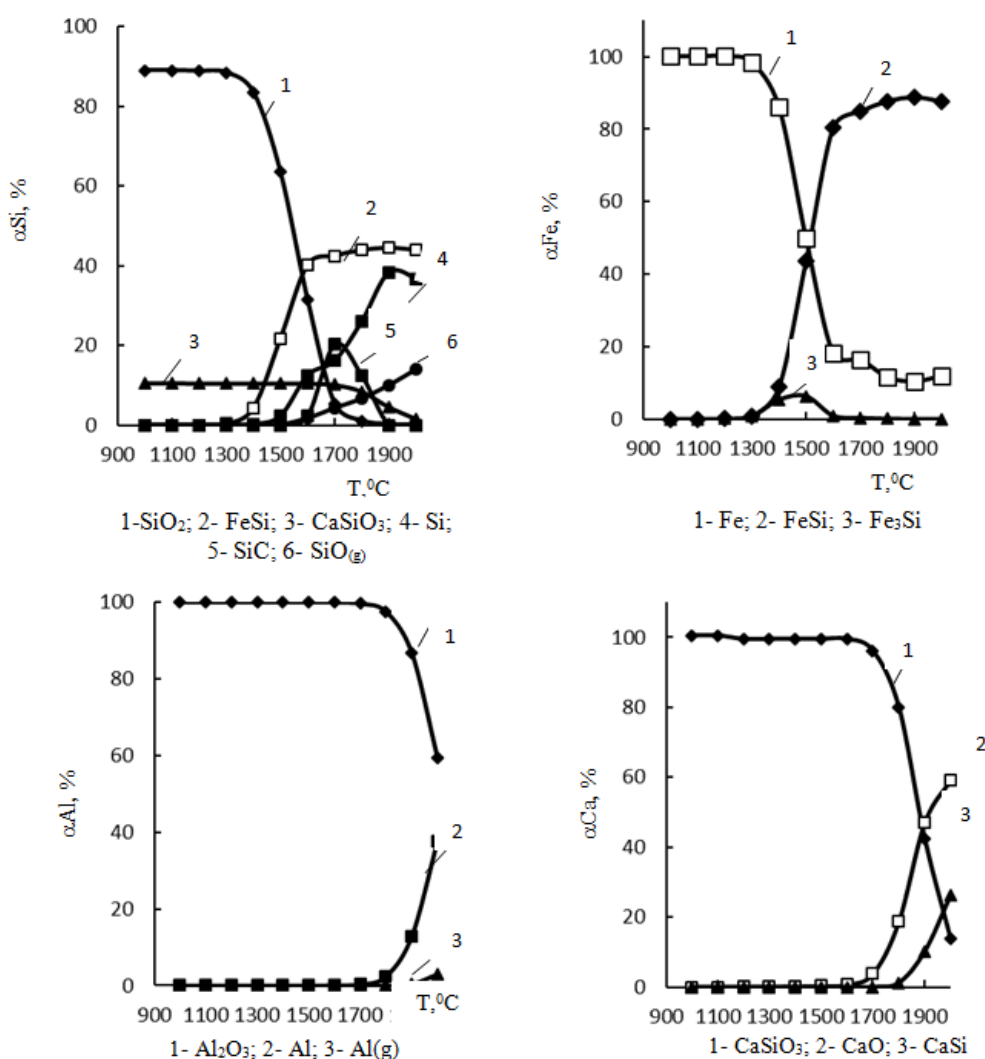 100
80
60
40
20
0
αSi, %
1
2
4
3
5
6
900 1100 1300 1500 1700 1900
T,⁰C
1-SiO₂; 2- FeSi; 3- CaSiO₃; 4- Si;
5- SiC; 6- SiO₍g₎
100
80
60
40
20
0
αFe, %
1
2
3
900 1100 1300 1500 1700 1900
T,⁰C
1- Fe; 2- FeSi; 3- Fe₃Si
100
80
60
40
20
0
αAl, %
1
2
3
T,⁰C
900 1100 1300 1500 1700
1- Al₂O₃; 2- Al; 3- Al(g)
100
80
60
40
20
0
αCa, %
1
2
3
900 1100 1300 1500 1700 1900
1- CaSiO₃; 2- CaO; 3- CaSi